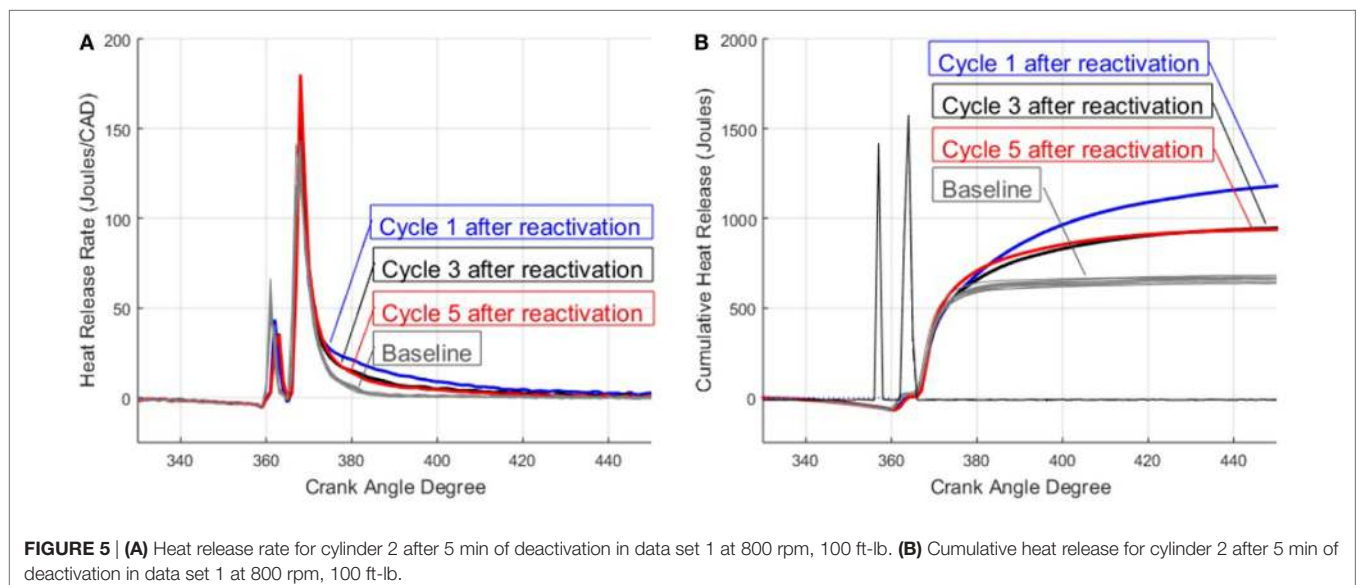 A
200
150
100
50
0
340
360
380
400
420
440
Heat Release Rate (Joules/CAD)
Crank Angle Degree
Cycle 1 after reactivation
Cycle 3 after reactivation
Cycle 5 after reactivation
Baseline
B
2000
1500
1000
500
0
340
360
380
400
420
440
Cumulative Heat Release (Joules)
Crank Angle Degree
Cycle 1 after reactivation
Cycle 3 after reactivation
Cycle 5 after reactivation
Baseline
FIGURE 5 | (A) Heat release rate for cylinder 2 after 5 min of deactivation in data set 1 at 800 rpm, 100 ft-lb. (B) Cumulative heat release for cylinder 2 after 5 min of
deactivation in data set 1 at 800 rpm, 100 ft-lb.